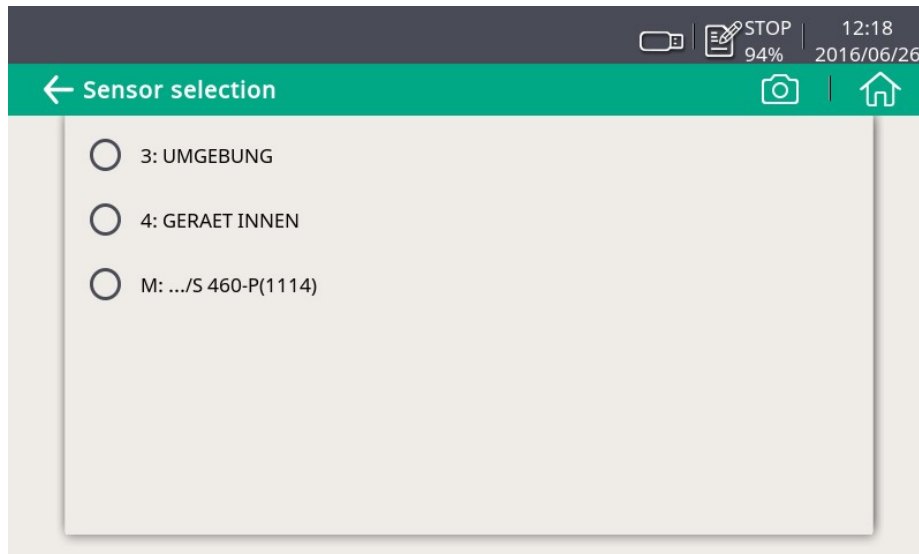 STOP
94%
12:18
2016/06/26
Sensor selection
3: UMGEBUNG
4: GERAET INNEN
M: .../S 460-P(1114)